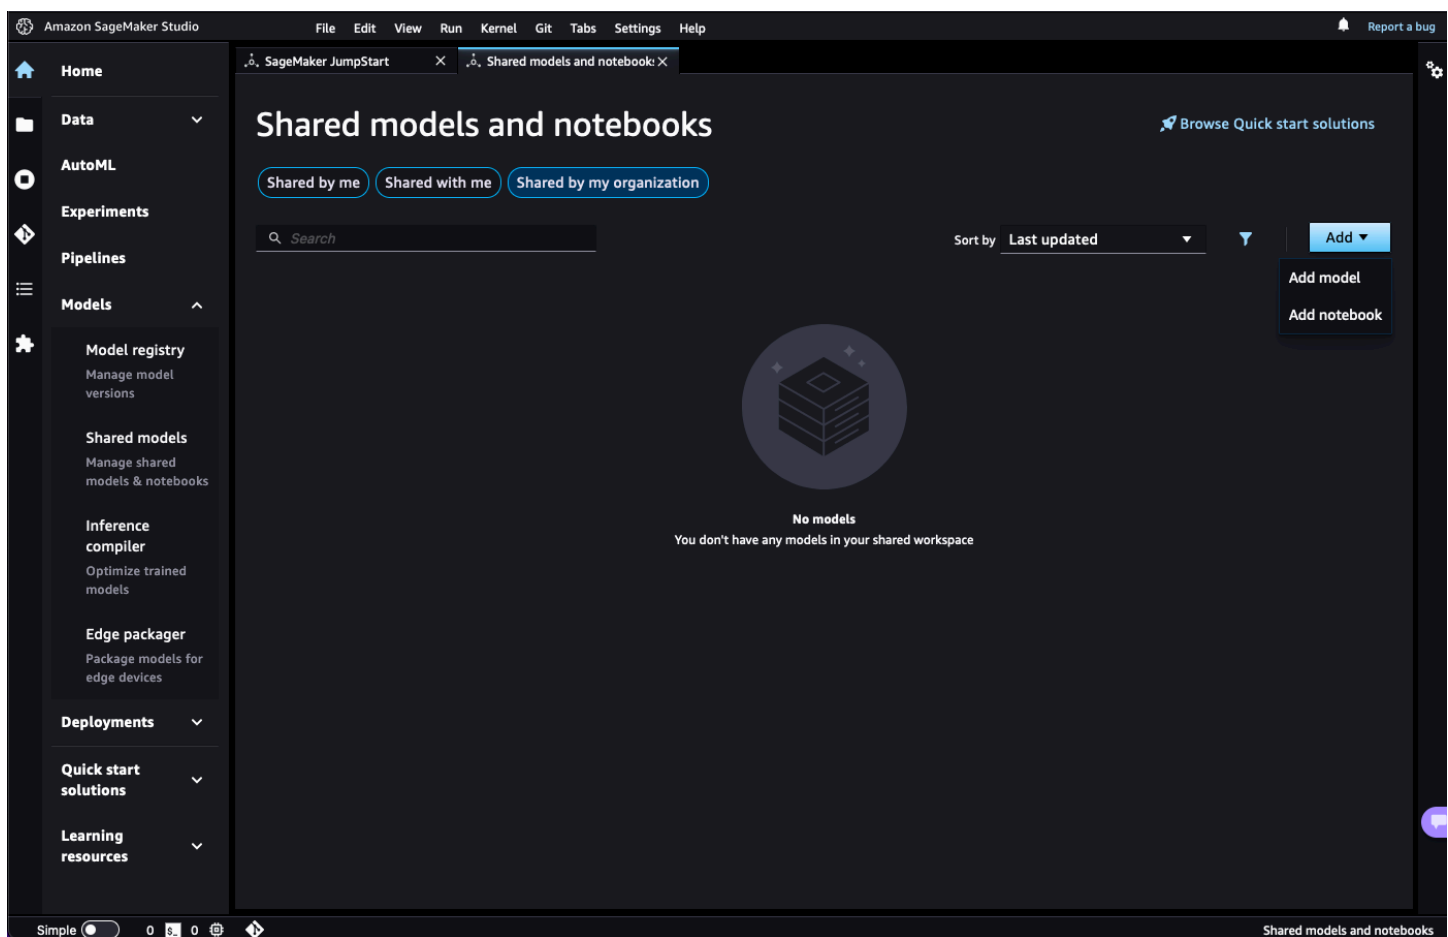 Amazon SageMaker Studio
File Edit View Run Kernel Git Tabs Settings Help
Report a bug
Home
Data
AutoML
Experiments
Pipelines
Models
Model registry
Manage model
versions
Shared models
Manage shared
models & notebooks
Inference
compiler
Optimize trained
models
Edge packager
Package models for
edge devices
Deployments
Quick start
solutions
Learning
resources
SageMaker JumpStart
Shared models and notebook:
Shared models and notebooks
Browse Quick start solutions
Shared by me
Shared with me
Shared by my organization
Search
Sort by Last updated
Add
Add model
Add notebook
No models
You don't have any models in your shared workspace
Simple 0 $_ 0
Shared models and notebooks